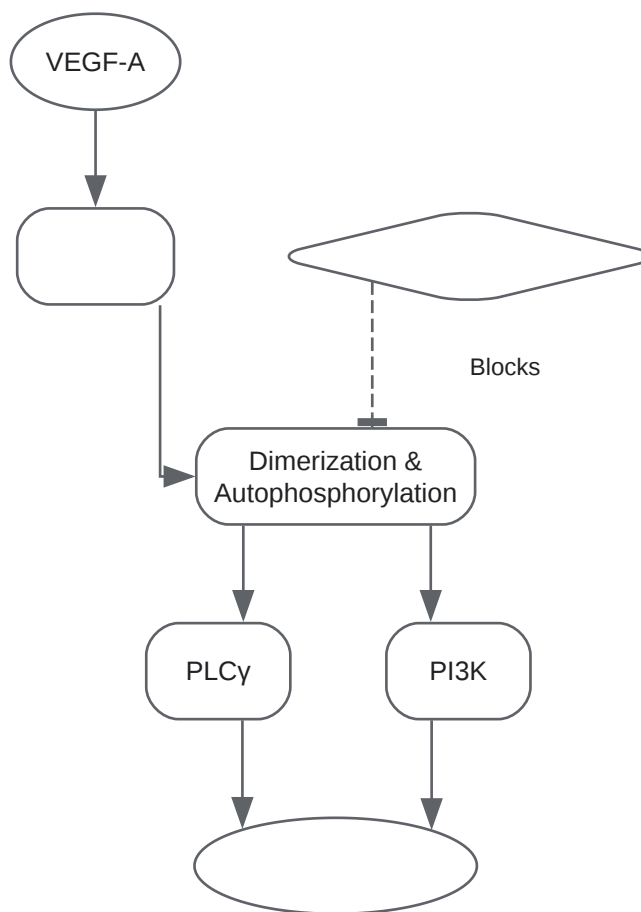 VEGF-A
Blocks
Dimerization &
Autophosphorylation
PLCγ
PI3K